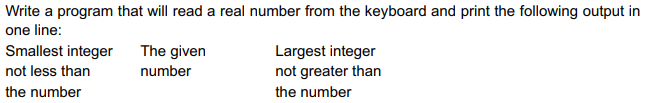 Write a program that will read a real number from the keyboard and print the following output in
one line:
Smallest integer The given Largest integer
not less than number not greater than
the number the number